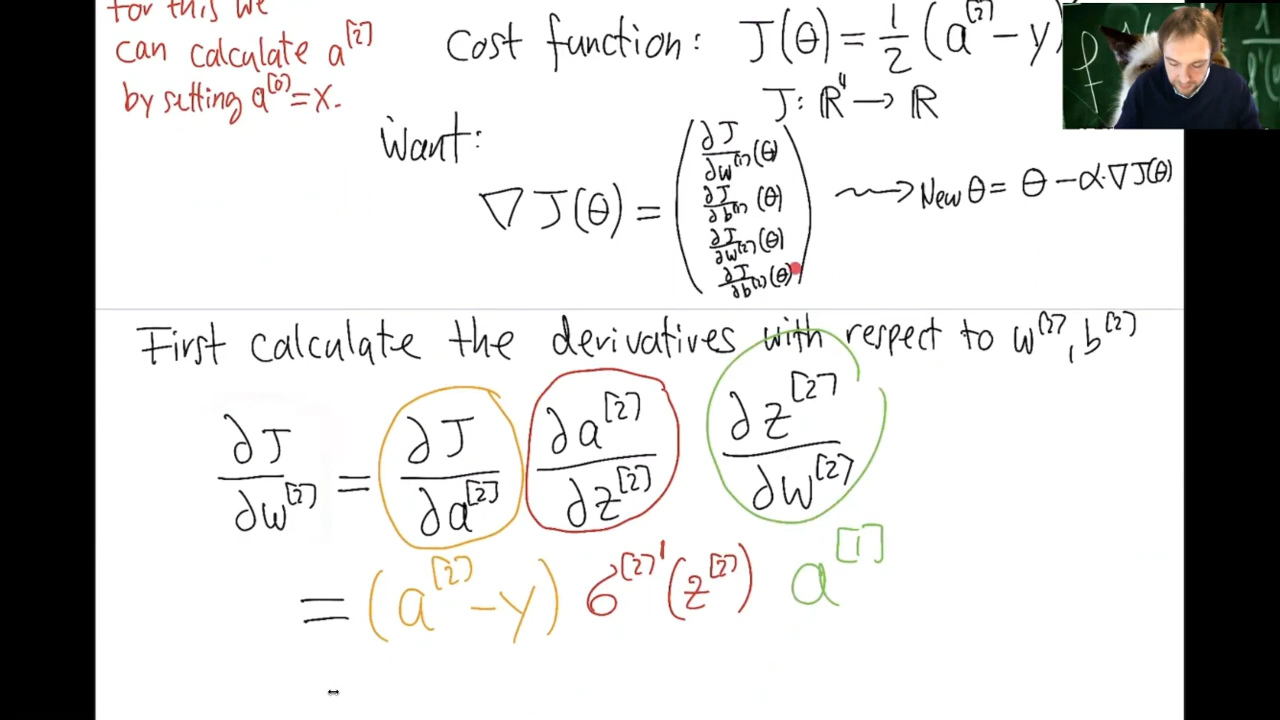 for this we
can calculate a^[2]
by setting a^[0] = x.
Cost function: J(θ) = 1/2 (a^[2] − y)
J: ℝ^4 → ℝ
Want:
∇J(θ) = ( ∂J/∂w^[1] (θ)
∂J/∂b^[1] (θ)
∂J/∂w^[2] (θ)
∂J/∂b^[2] (θ) ) ⇝ New θ = θ − α·∇J(θ)
First calculate the derivatives with respect to w^[2], b^[2]
∂J/∂w^[2] = ∂J/∂a^[2] ∂a^[2]/∂z^[2] ∂z^[2]/∂w^[2]
= (a^[2] − y) σ^[2]'(z^[2]) a^[1]